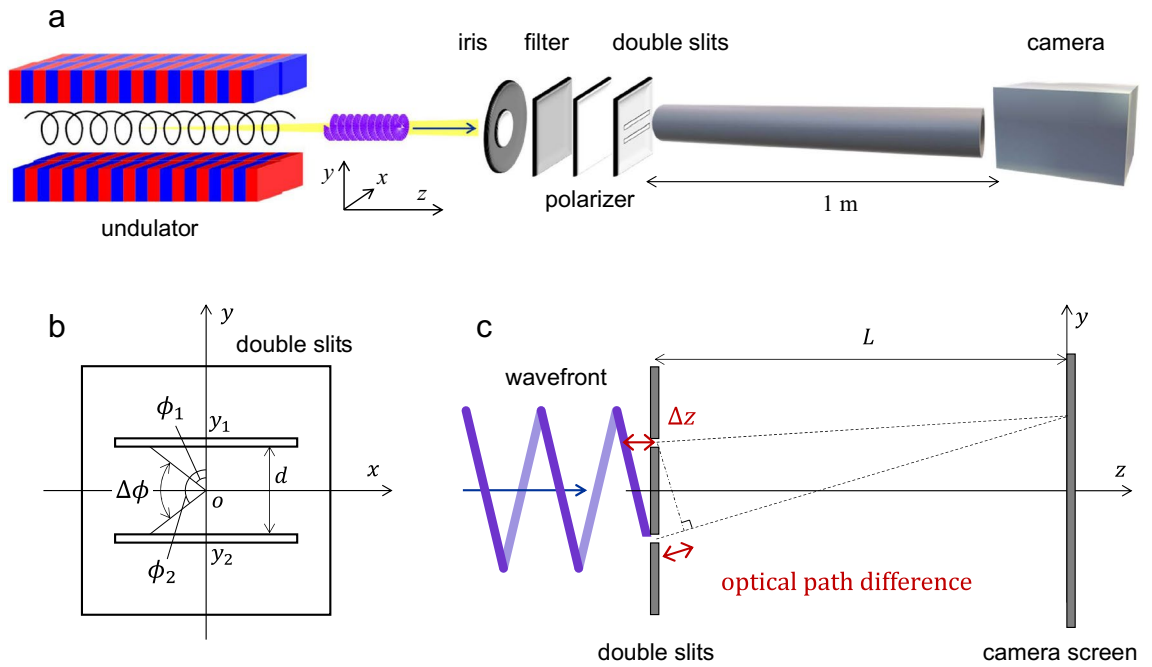 a
iris
filter
double slits
camera
y
x
z
undulator
polarizer
1 m
b
y
double slits
ϕ₁
y₁
Δϕ
d
x
o
y₂
ϕ₂
c
y
L
wavefront
Δz
z
optical path difference
double slits
camera screen